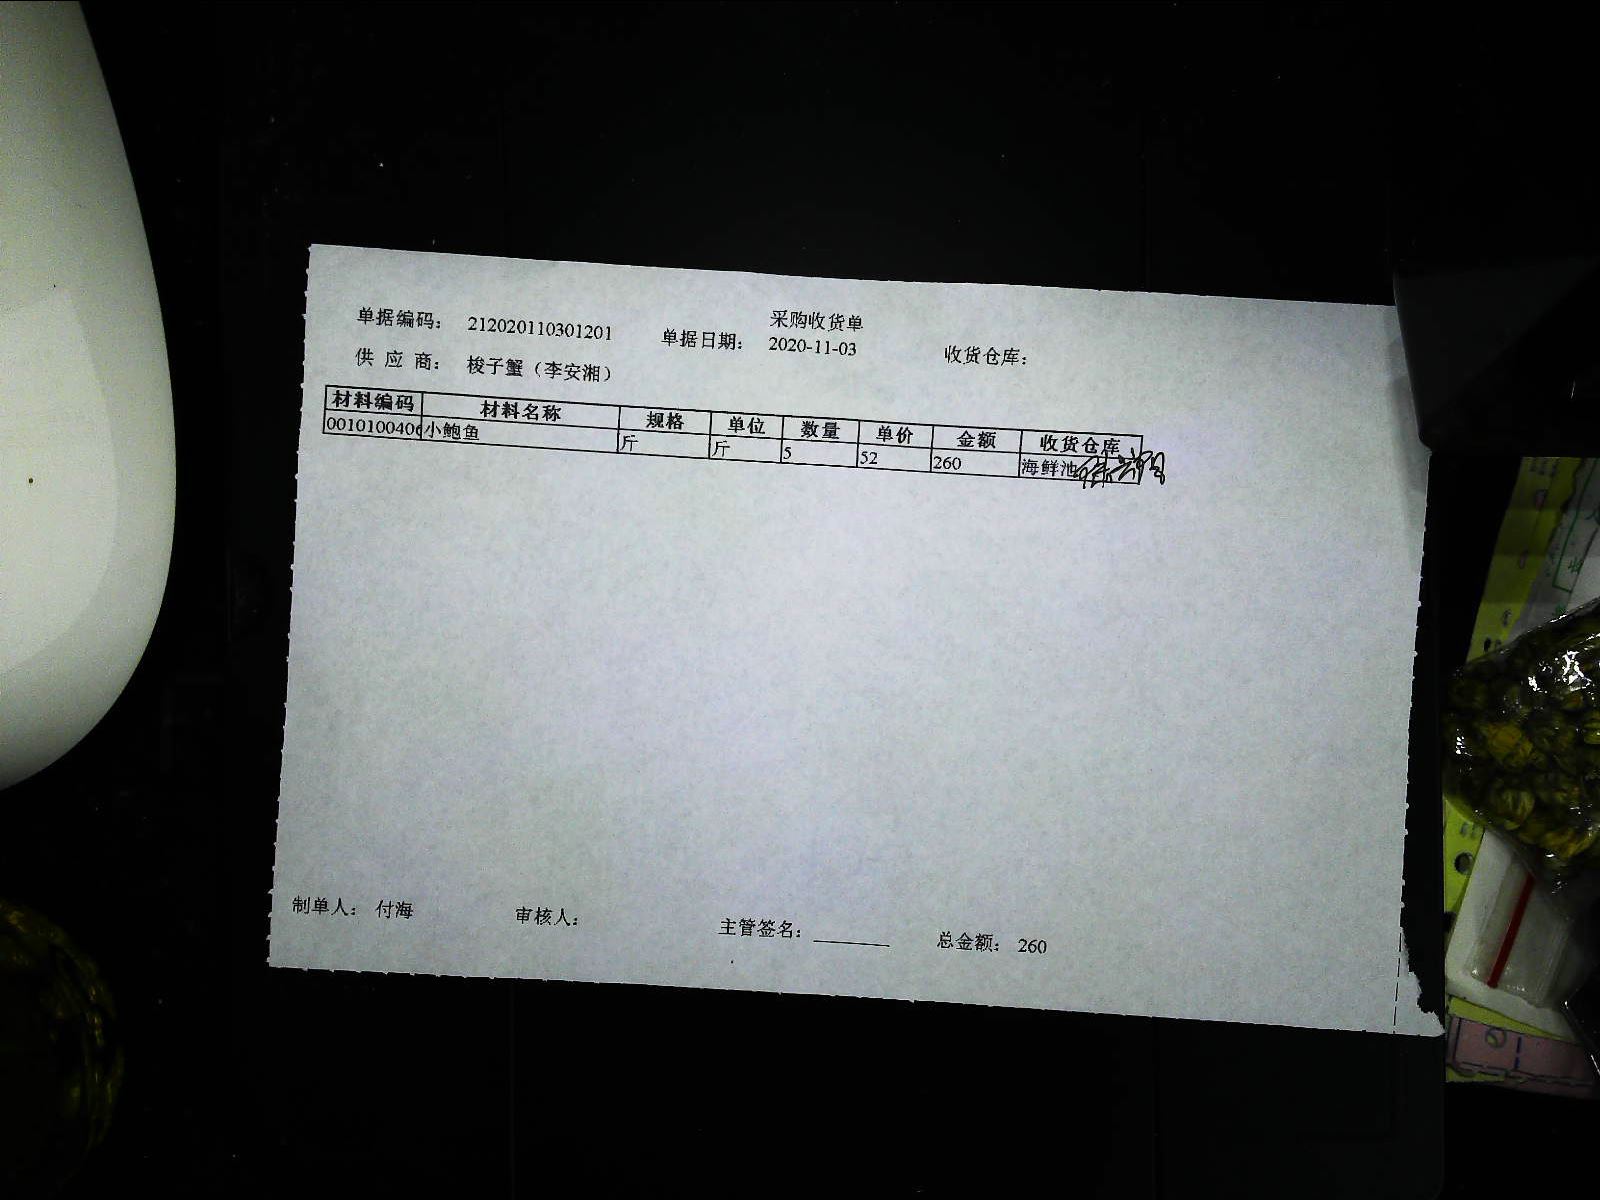 采购收货单
单据编码： 212020110301201 单据日期： 2020-11-03 收货仓库：
供 应 商： 梭子蟹（李安湘）
材料编码 材料名称 规格 单位 数量 单价 金额 收货仓库
0010100406 小鲍鱼 斤 斤 5 52 260 海鲜池
制单人： 付海 审核人： 主管签名： 总金额： 260